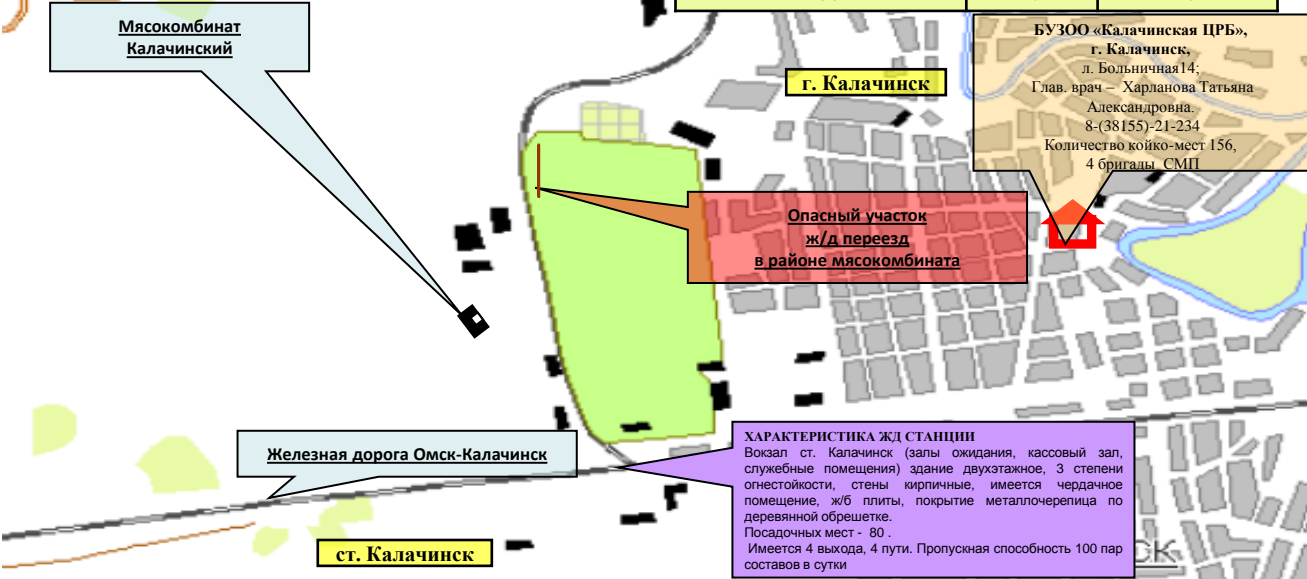 Мясокомбинат
Калачинский
г. Калачинск
БУЗОО «Калачинская ЦРБ»,
г. Калачинск,
л. Больничная14;
Глав. врач – Харланова Татьяна
Александровна.
8-(38155)-21-234
Количество койко-мест 156,
4 бригады СМП
Опасный участок
ж/д переезд
в районе мясокомбината
Железная дорога Омск-Калачинск
ХАРАКТЕРИСТИКА ЖД СТАНЦИИ
Вокзал ст. Калачинск (залы ожидания, кассовый зал,
служебные помещения) здание двухэтажное, 3 степени
огнестойкости, стены кирпичные, имеется чердачное
помещение, ж/б плиты, покрытие металлочерепица по
деревянной обрешетке.
Посадочных мест - 80 .
Имеется 4 выхода, 4 пути. Пропускная способность 100 пар
составов в сутки
ст. Калачинск